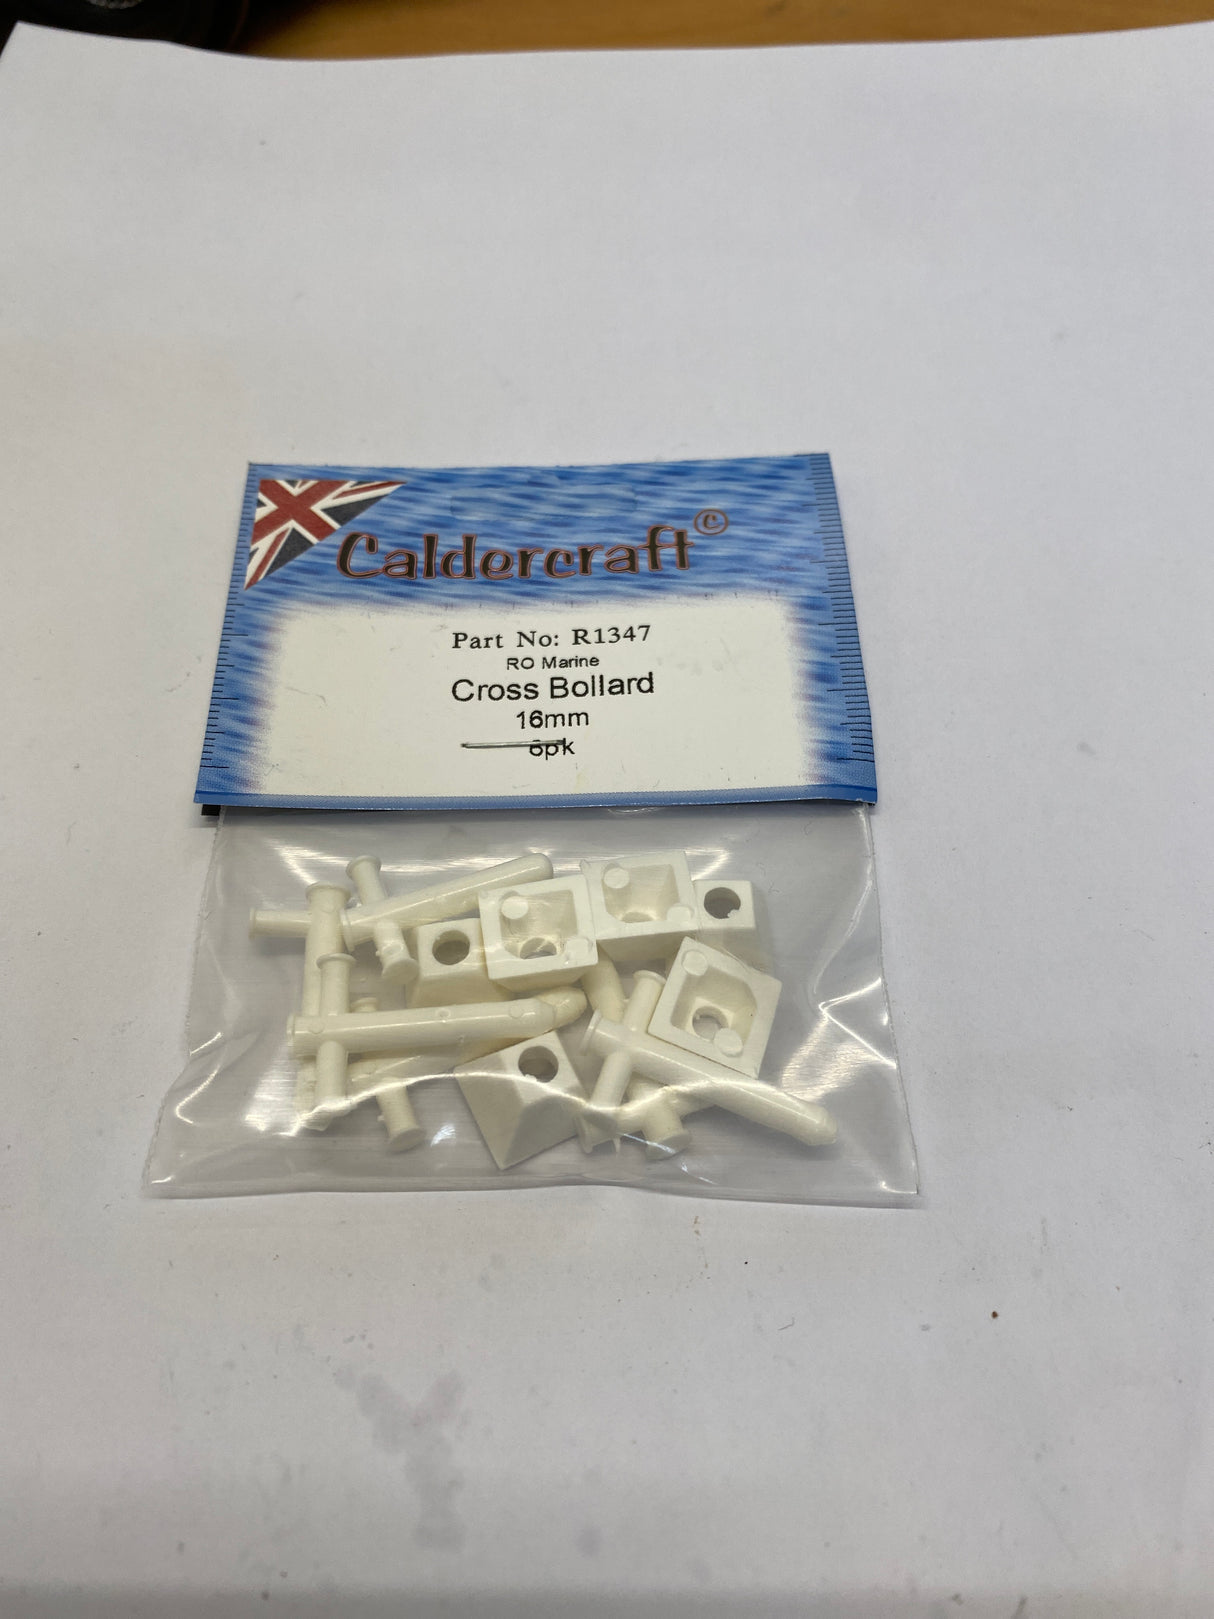 Caldercraft©
Part No: R1347
RO Marine
Cross Bollard
16mm
6pk